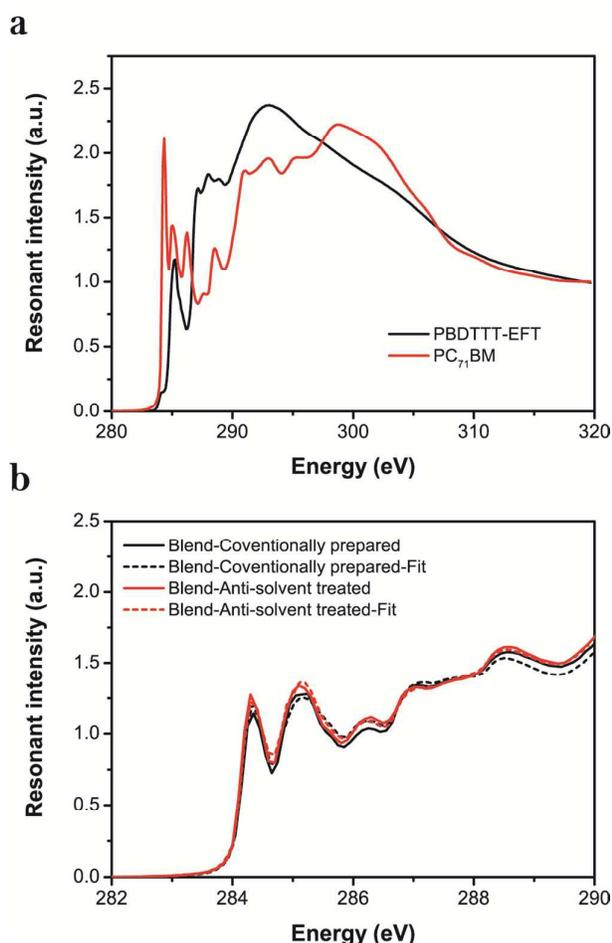 a
Resonant intensity (a.u.)
2.5
2.0
1.5
1.0
0.5
0.0
PBDTTT-EFT
PC71BM
280
290
300
310
320
Energy (eV)
b
Resonant intensity (a.u.)
2.5
2.0
1.5
1.0
0.5
0.0
Blend-Coventionally prepared
Blend-Coventionally prepared-Fit
Blend-Anti-solvent treated
Blend-Anti-solvent treated-Fit
282
284
286
288
290
Energy (eV)